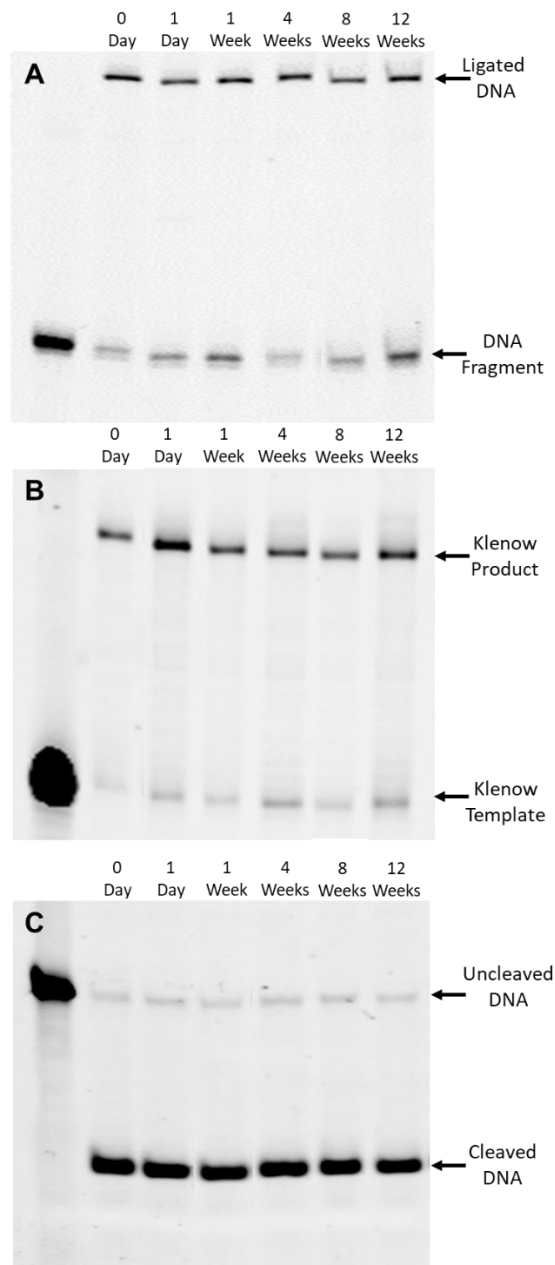 0 1 1 4 8 12
Day Day Week Weeks Weeks Weeks
A
Ligated
DNA
DNA
Fragment
0 1 1 4 8 12
Day Day Week Weeks Weeks Weeks
B
Klenow
Product
Klenow
Template
0 1 1 4 8 12
Day Day Week Weeks Weeks Weeks
C
Uncleaved
DNA
Cleaved
DNA